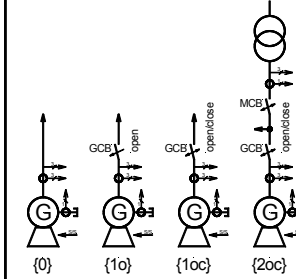 MCB
open/close
GCB open
GCB open/close
GCB open/close
G G G G
{0} {1o} {1oc} {2oc}